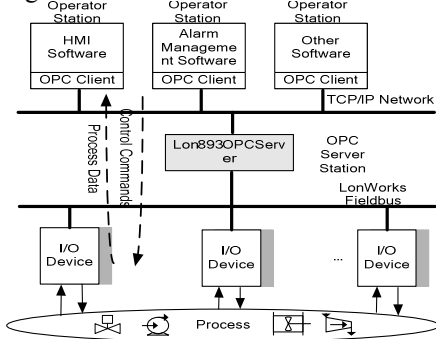 Operator
Station
Operator
Station
Operator
Station
HMI
Software
OPC Client
Alarm
Manageme
nt Software
OPC Client
Other
Software
OPC Client
TCP/IP Network
Process Data
Control Commands
Lon893OPCServ
er
OPC
Server
Station
LonWorks
Fieldbus
I/O
Device
I/O
Device
...
I/O
Device
Process